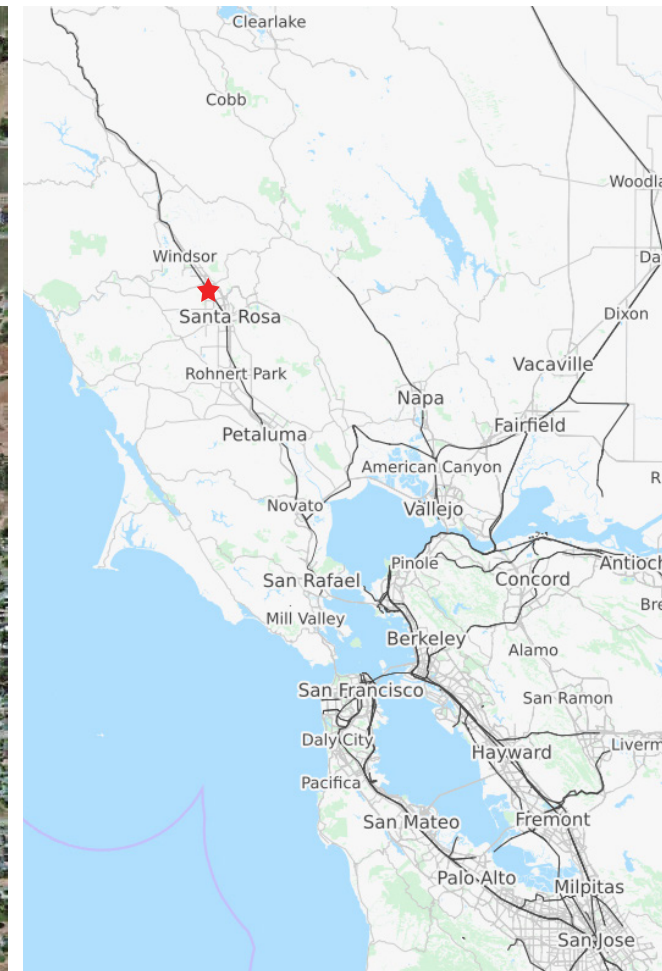 Clearlake
Cobb
Woodla
Windsor
Da
Santa Rosa
Dixon
Vacaville
Rohnert Park
Napa
Fairfield
Petaluma
American Canyon
R
Novato
Vallejo
Pinole
Antioch
San Rafael
Concord
Bre
Mill Valley
Berkeley
Alamo
San Francisco
San Ramon
Daly City
Hayward
Liverm
Pacifica
San Mateo
Fremont
Palo Alto
Milpitas
San Jose